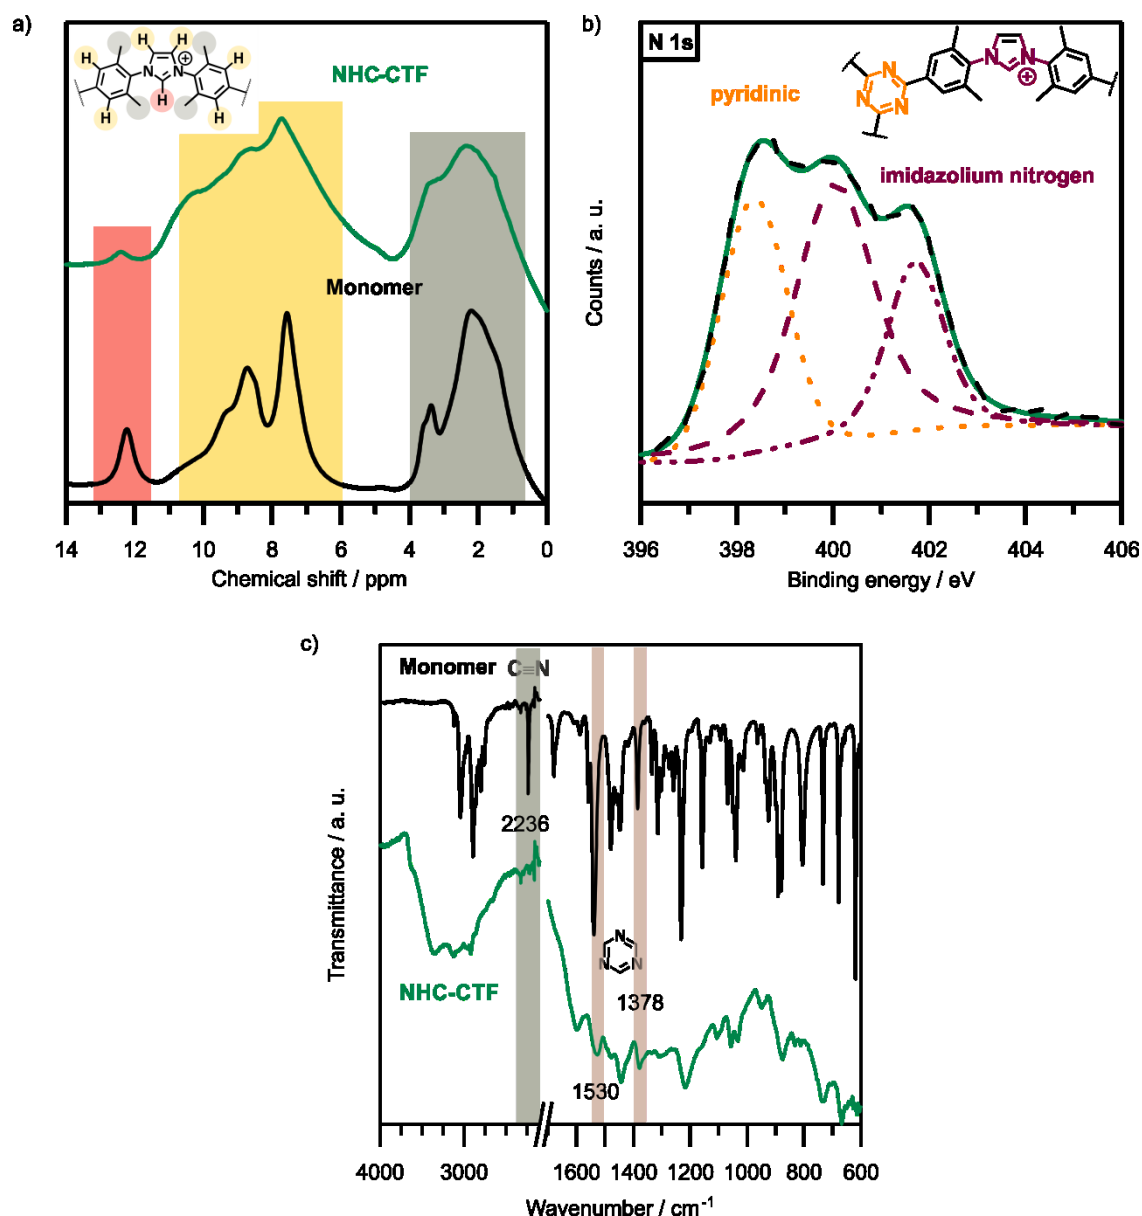 a)
H
H
H
H
H
H
H
N
N
+
NHC-CTF
Monomer
14
12
10
8
6
4
2
0
Chemical shift / ppm
b)
N 1s
pyridinic
N
N
N
N
N
+
imidazolium nitrogen
Counts / a. u.
396
398
400
402
404
406
Binding energy / eV
c)
Monomer
C≡N
2236
N
N
N
NHC-CTF
1378
1530
Transmittance / a. u.
4000
3000
1600
1400
1200
1000
800
600
Wavenumber / cm⁻¹